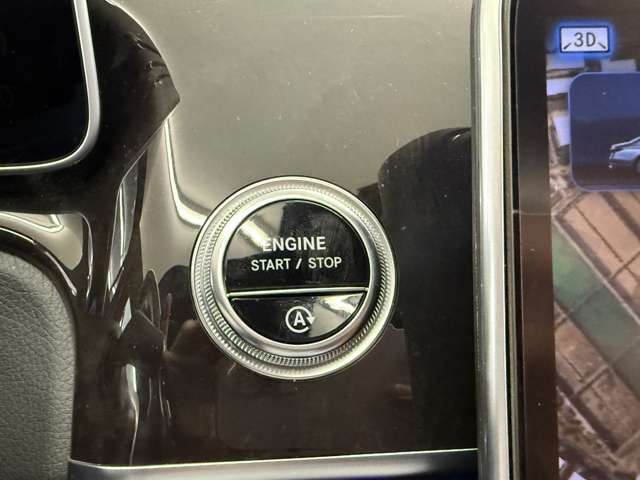 3D
ENGINE
START / STOP
A